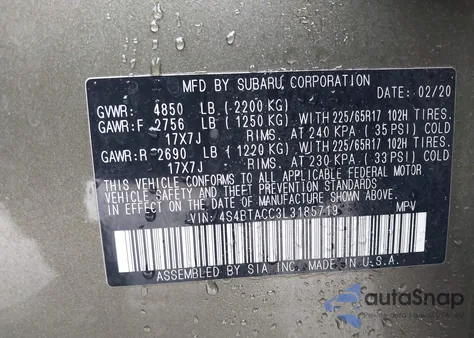 MFD BY SUBARU CORPORATION
DATE: 02/20
GVWR: 4850 LB (2200 KG)
GAWR:F 2756 LB (1250 KG) WITH 225/65R17 102H TIRES.
17X7J RIMS. AT 240 KPA (35 PSI) COLD
GAWR:R 2690 LB (1220 KG) WITH 225/65R17 102H TIRES.
17X7J RIMS. AT 230 KPA (33 PSI) COLD
THIS VEHICLE CONFORMS TO ALL APPLICABLE FEDERAL MOTOR
VEHICLE SAFETY AND THEFT PREVENTION STANDARDS IN EFFECT
ON THE DATE OF MANUFACTURE SHOWN ABOVE.
VIN: 4S4BTACC3L3185719 MPV
ASSEMBLED BY SIA INC. MADE IN U.S.A.
autaSnap